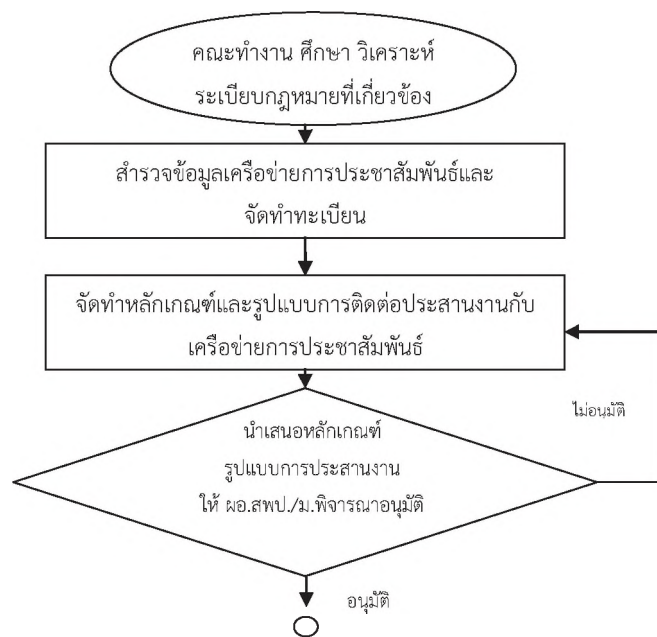 คณะทำงาน ศึกษา วิเคราะห์
ระเบียบกฎหมายที่เกี่ยวข้อง
สำรวจข้อมูลเครือข่ายการประชาสัมพันธ์และ
จัดทำทะเบียน
จัดทำหลักเกณฑ์และรูปแบบการติดต่อประสานงานกับ
เครือข่ายการประชาสัมพันธ์
ไม่อนุมัติ
นำเสนอหลักเกณฑ์
รูปแบบการประสานงาน
ให้ ผอ.สพป./ม.พิจารณาอนุมัติ
อนุมัติ